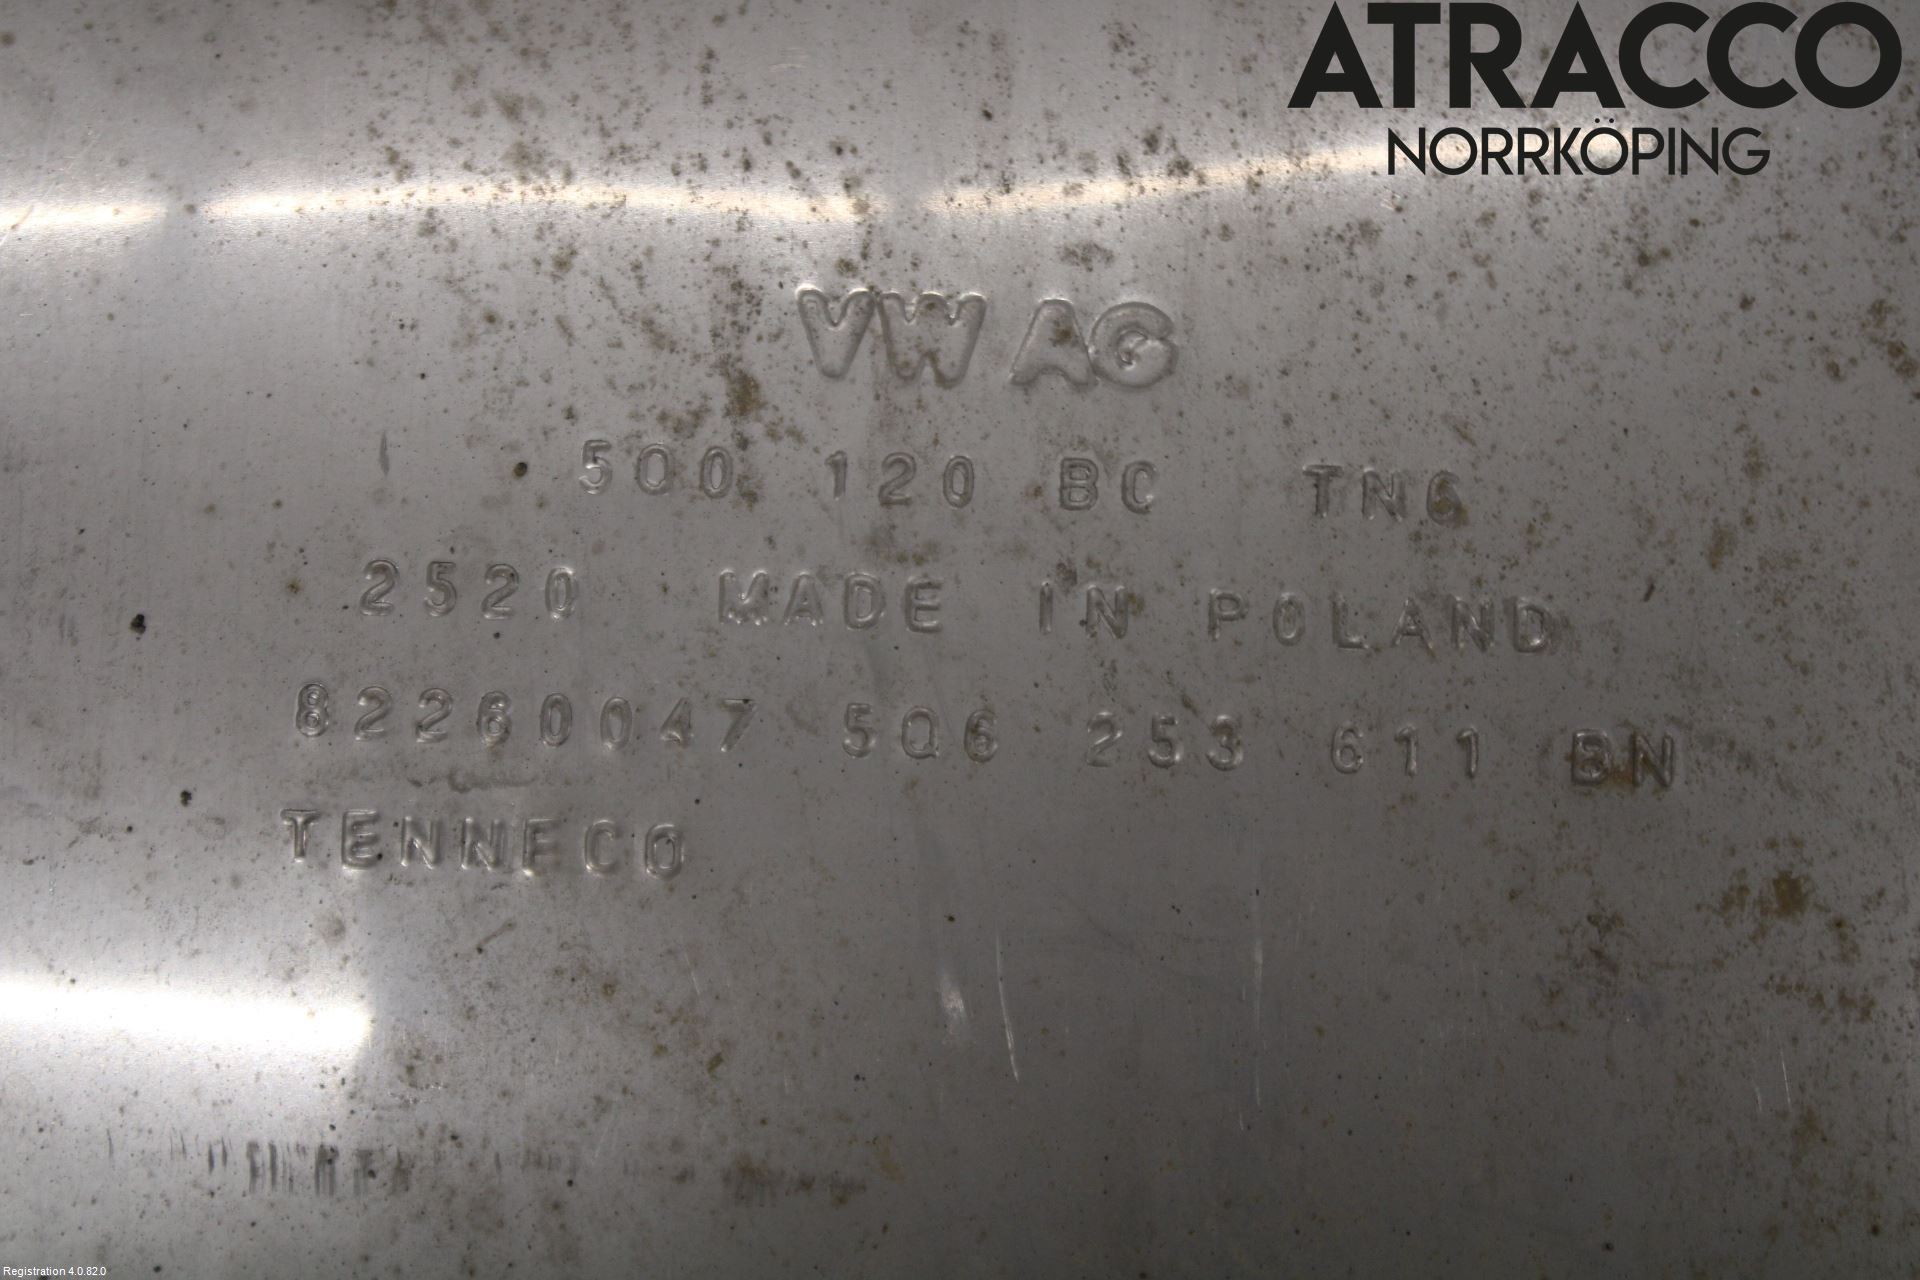 ATRACCO
NORRKÖPING
VW AG
500 120 BC TN6
2520 MADE IN POLAND
82260047 5Q6 253 611 BN
TENNECO
Registration 4.0.82.0